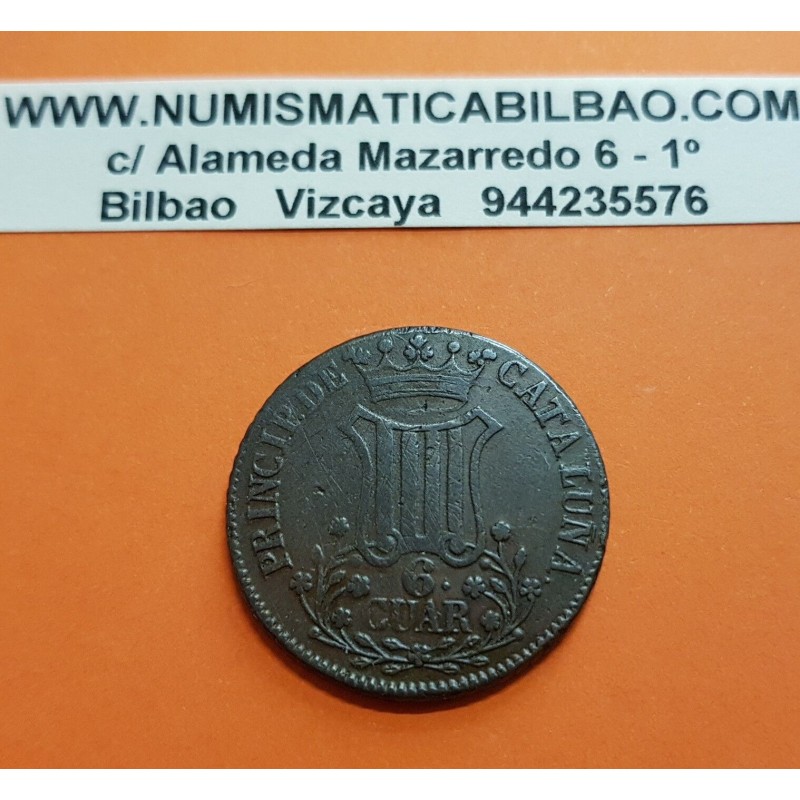 WWW.NUMISMATICABILBAO.COM
c/ Alameda Mazarredo 6 - 1º
Bilbao Vizcaya 944235576
PRINCIP. DE CATALUÑA
6.
CUAR